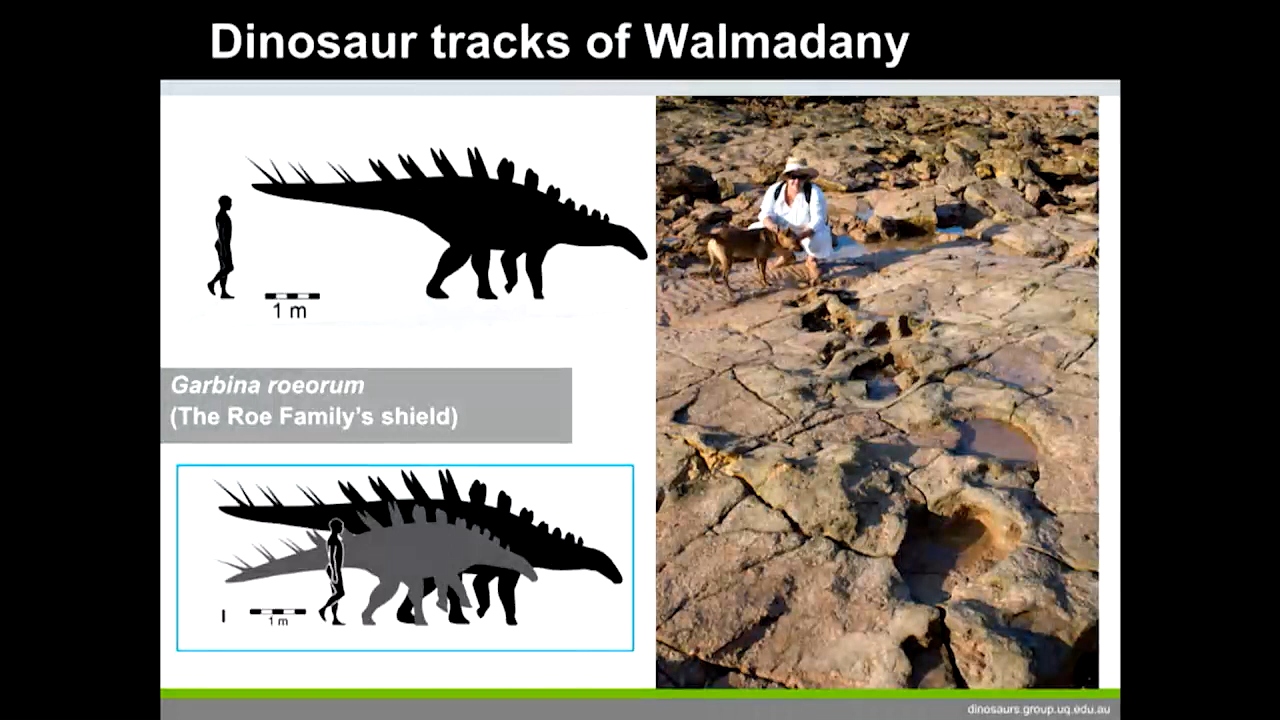 Dinosaur tracks of Walmadany
1 m
Garbina roeorum
(The Roe Family's shield)
1 m
dinosaurs.group.uq.edu.au